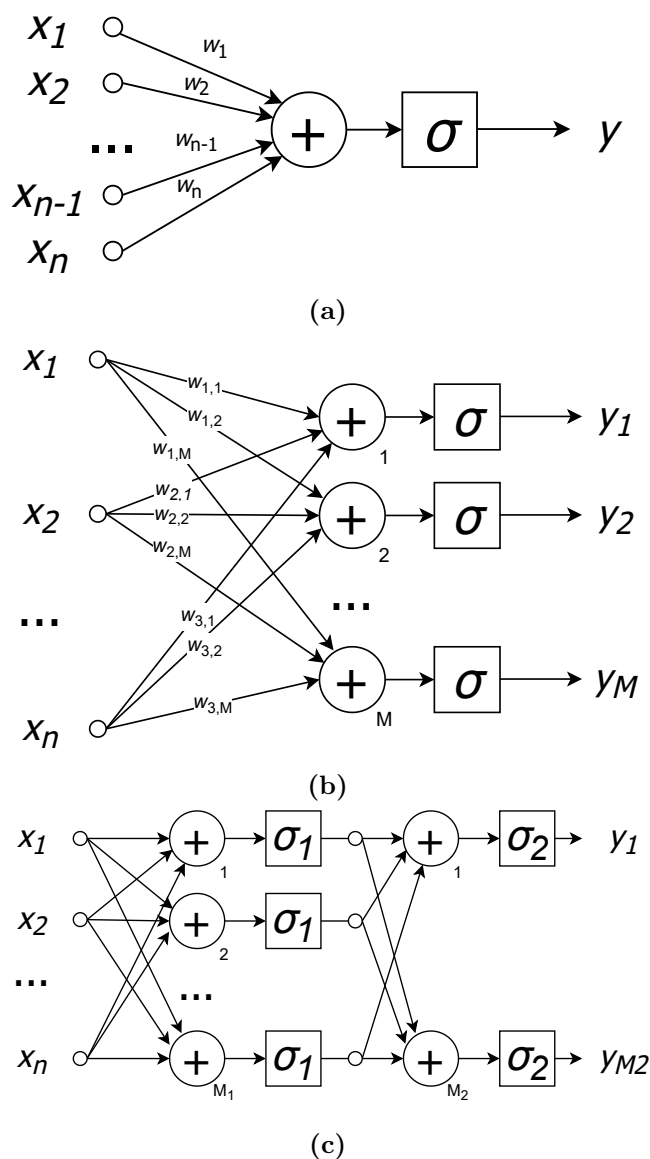 x1
w1
x2
w2
...
+
σ
y
wn-1
xn-1
wn
xn
(a)
x1
w1,1
w1,2
+
1
σ
y1
w1,M
w2,1
x2
w2,2
+
2
σ
y2
w2,M
...
...
w3,1
w3,2
+
M
σ
yM
w3,M
xn
(b)
x1
+
1
σ1
+
1
σ2
y1
x2
+
2
σ1
...
...
xn
+
M1
σ1
+
M2
σ2
yM2
(c)